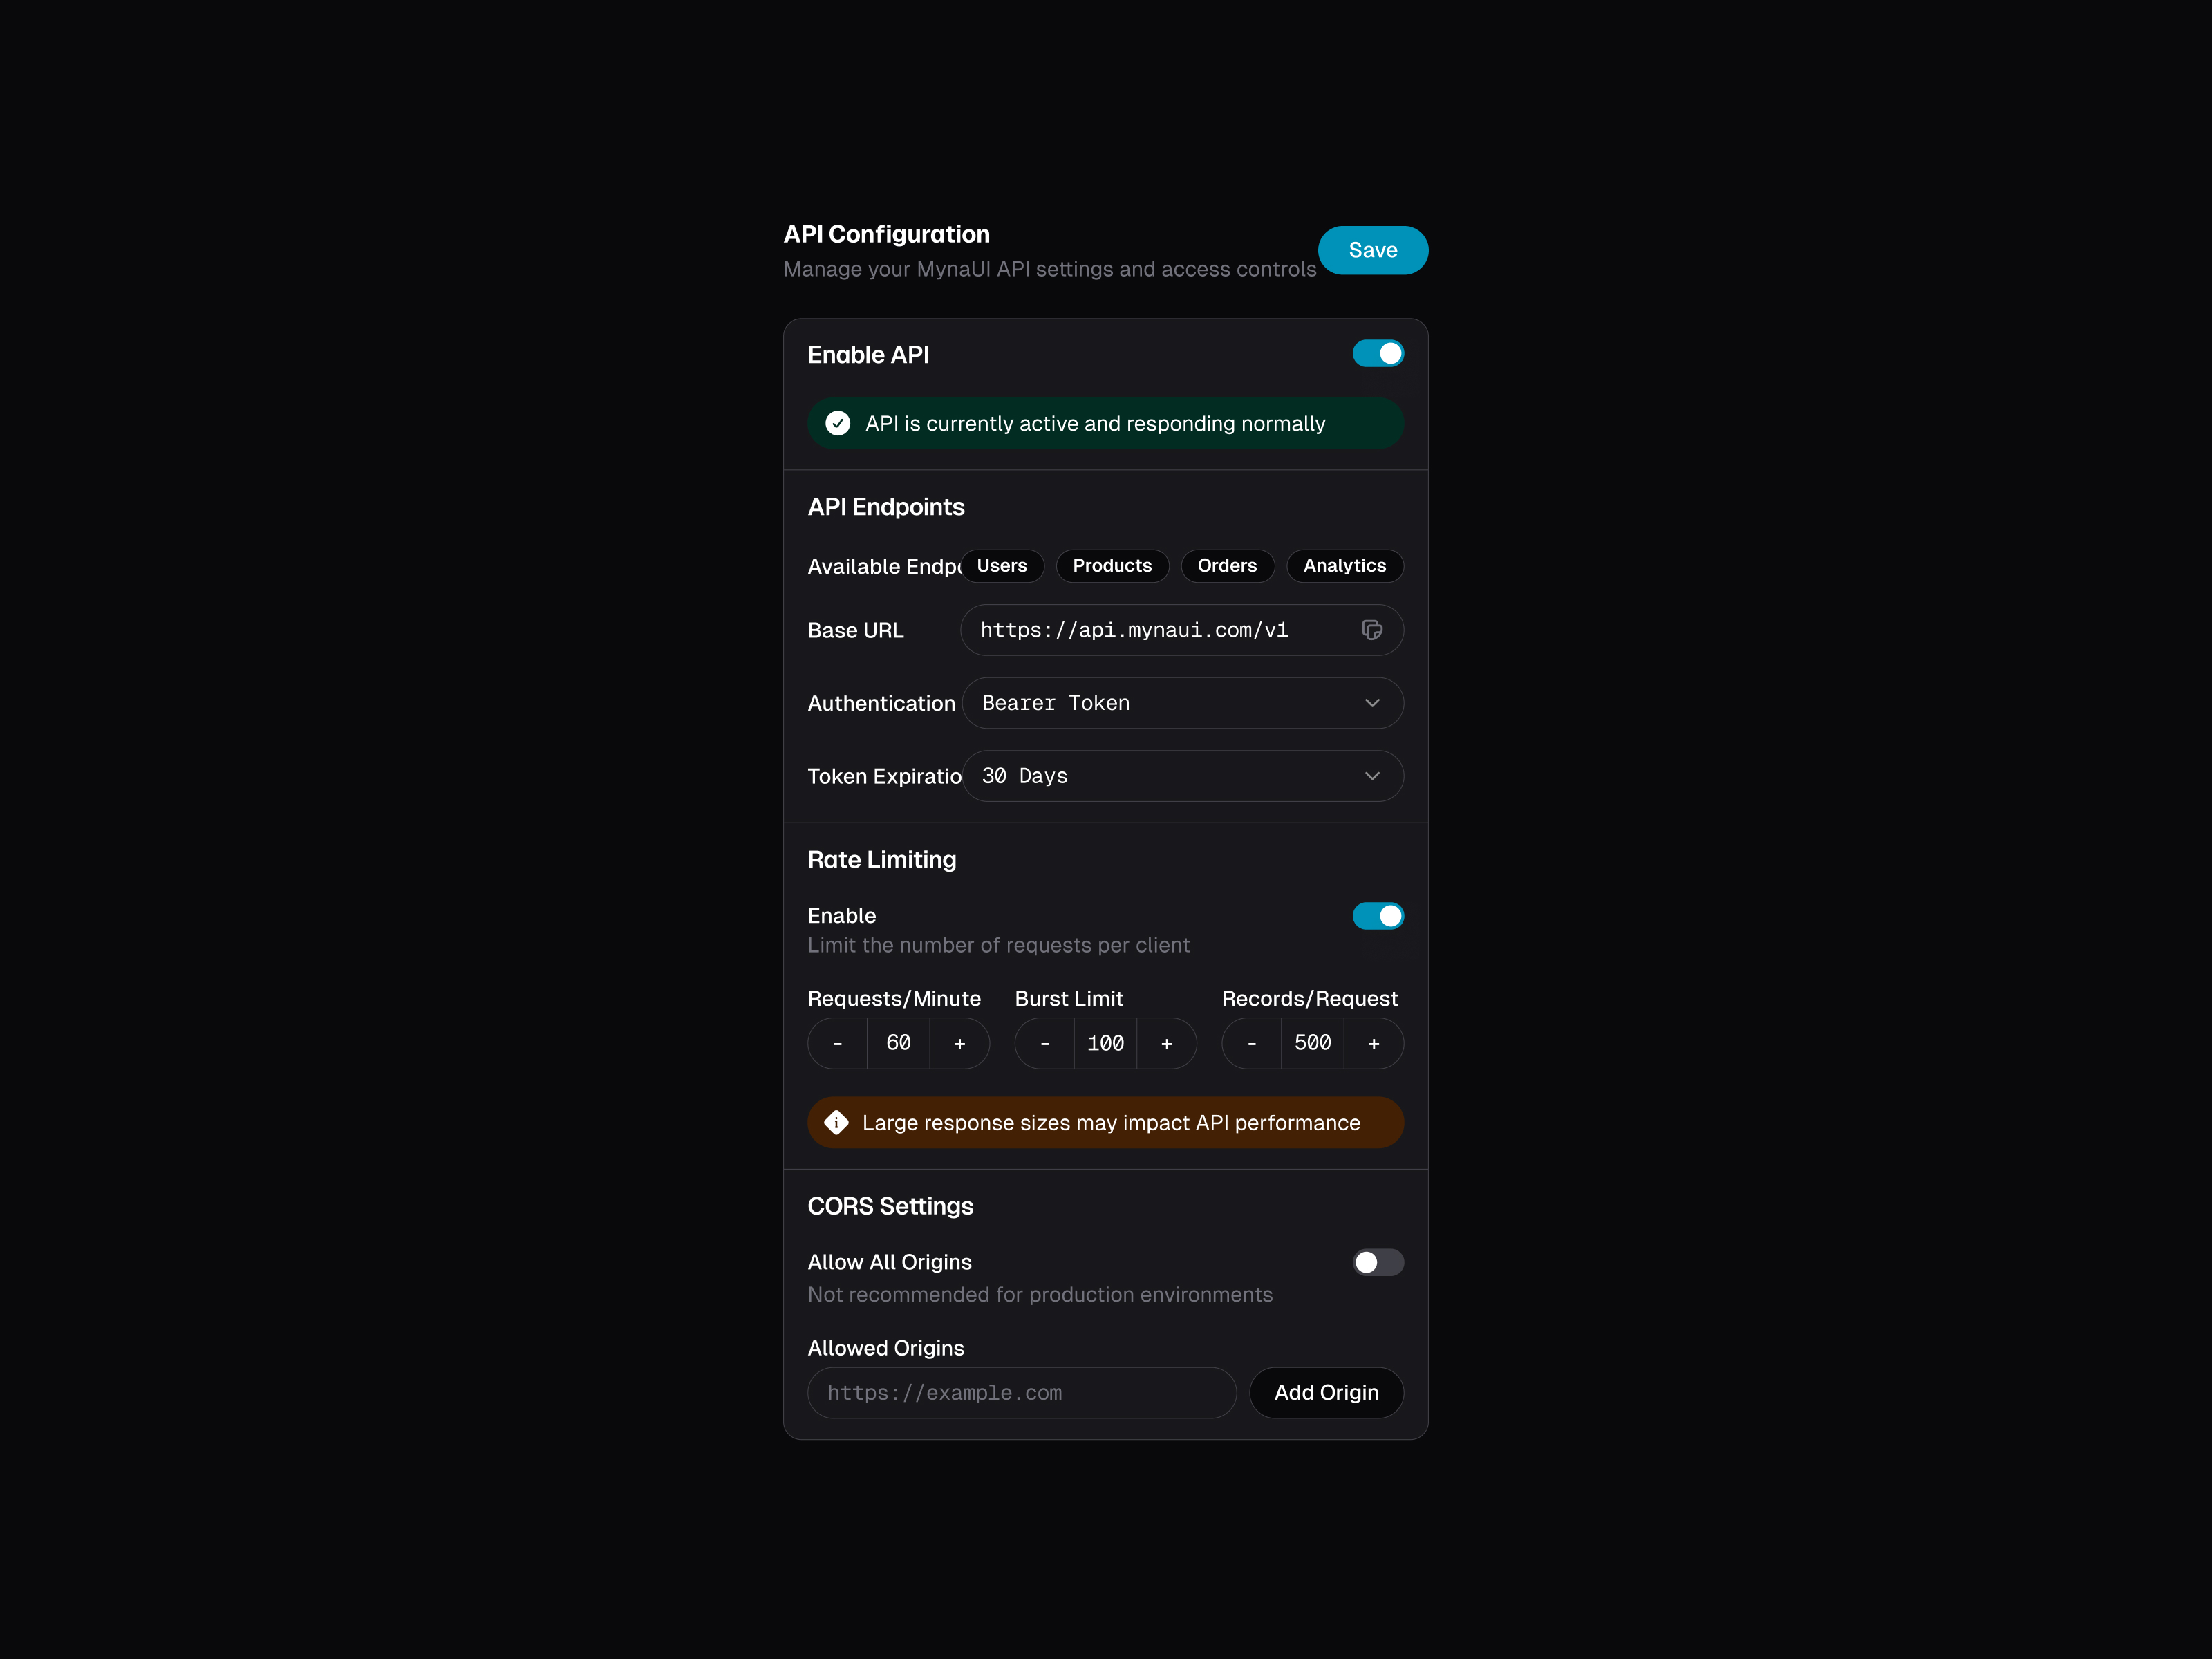 API Configuration
Manage your MynaUI API settings and access controls
Save
Enable API
API is currently active and responding normally
API Endpoints
Available Endpo
Users
Products
Orders
Analytics
Base URL
https://api.mynaui.com/v1
Authentication
Bearer Token
Token Expiratio
30 Days
Rate Limiting
Enable
Limit the number of requests per client
Requests/Minute
Burst Limit
Records/Request
- 60 +
- 100 +
- 500 +
Large response sizes may impact API performance
CORS Settings
Allow All Origins
Not recommended for production environments
Allowed Origins
https://example.com
Add Origin